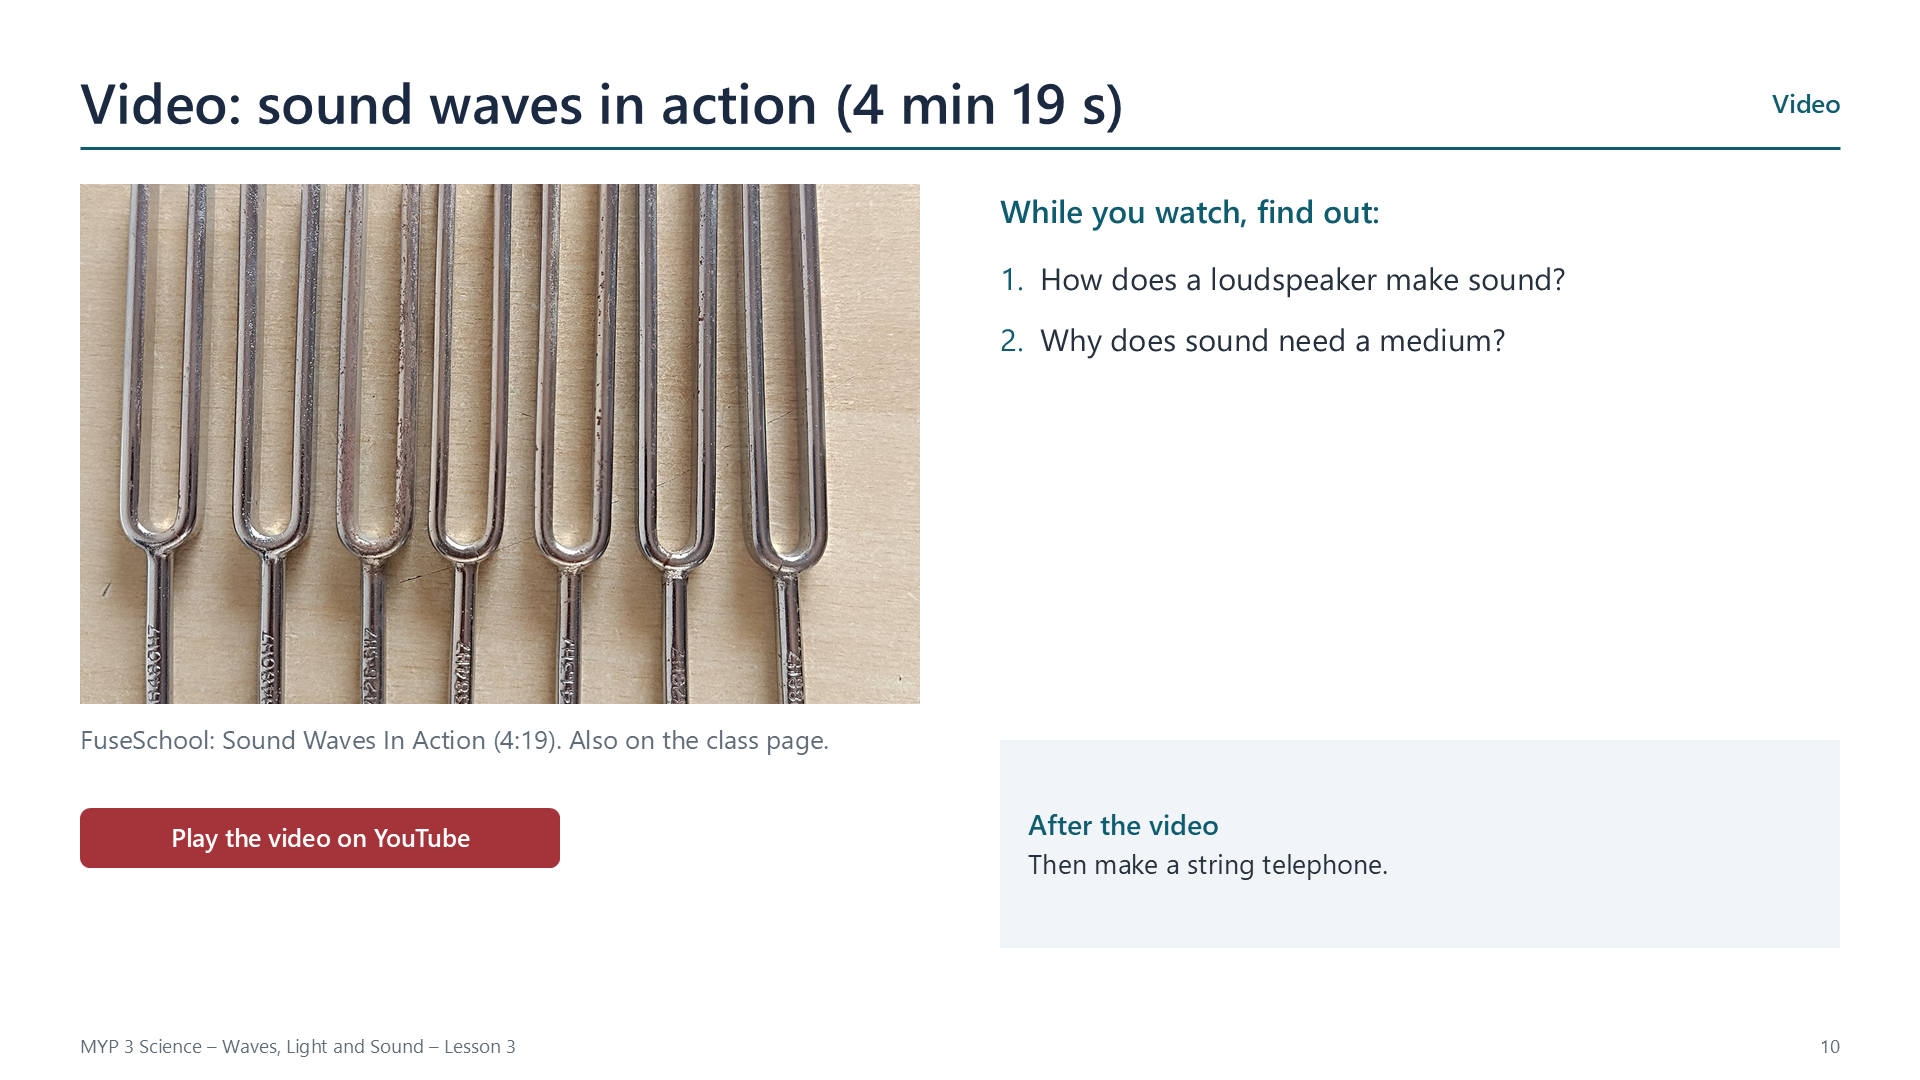 Video: sound waves in action (4 min 19 s)
Video
While you watch, find out:
1. How does a loudspeaker make sound?
2. Why does sound need a medium?
FuseSchool: Sound Waves In Action (4:19). Also on the class page.
Play the video on YouTube
After the video
Then make a string telephone.
MYP 3 Science – Waves, Light and Sound – Lesson 3
10